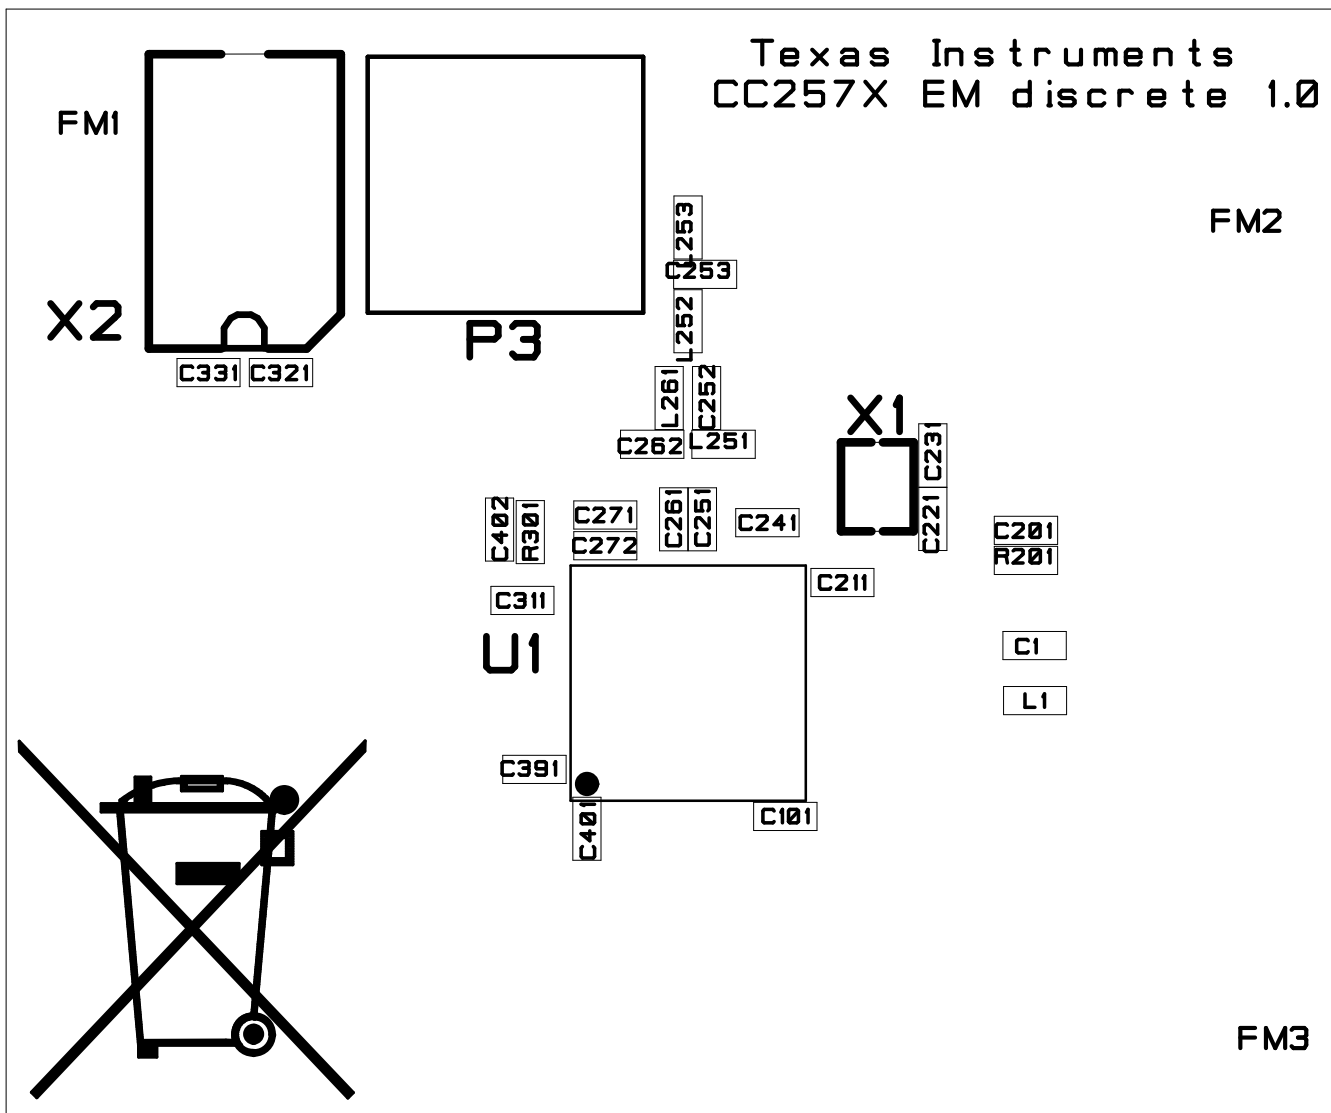 Texas Instruments
CC257X EM discrete 1.0
FM1
FM2
L253
C253
X2
P3
L252
C331
C321
L261
C252
X1
C262
L251
C231
C402
R301
C271
C261
C251
C241
C221
C201
C272
R201
C311
C211
U1
C1
L1
C391
C401
C101
FM3